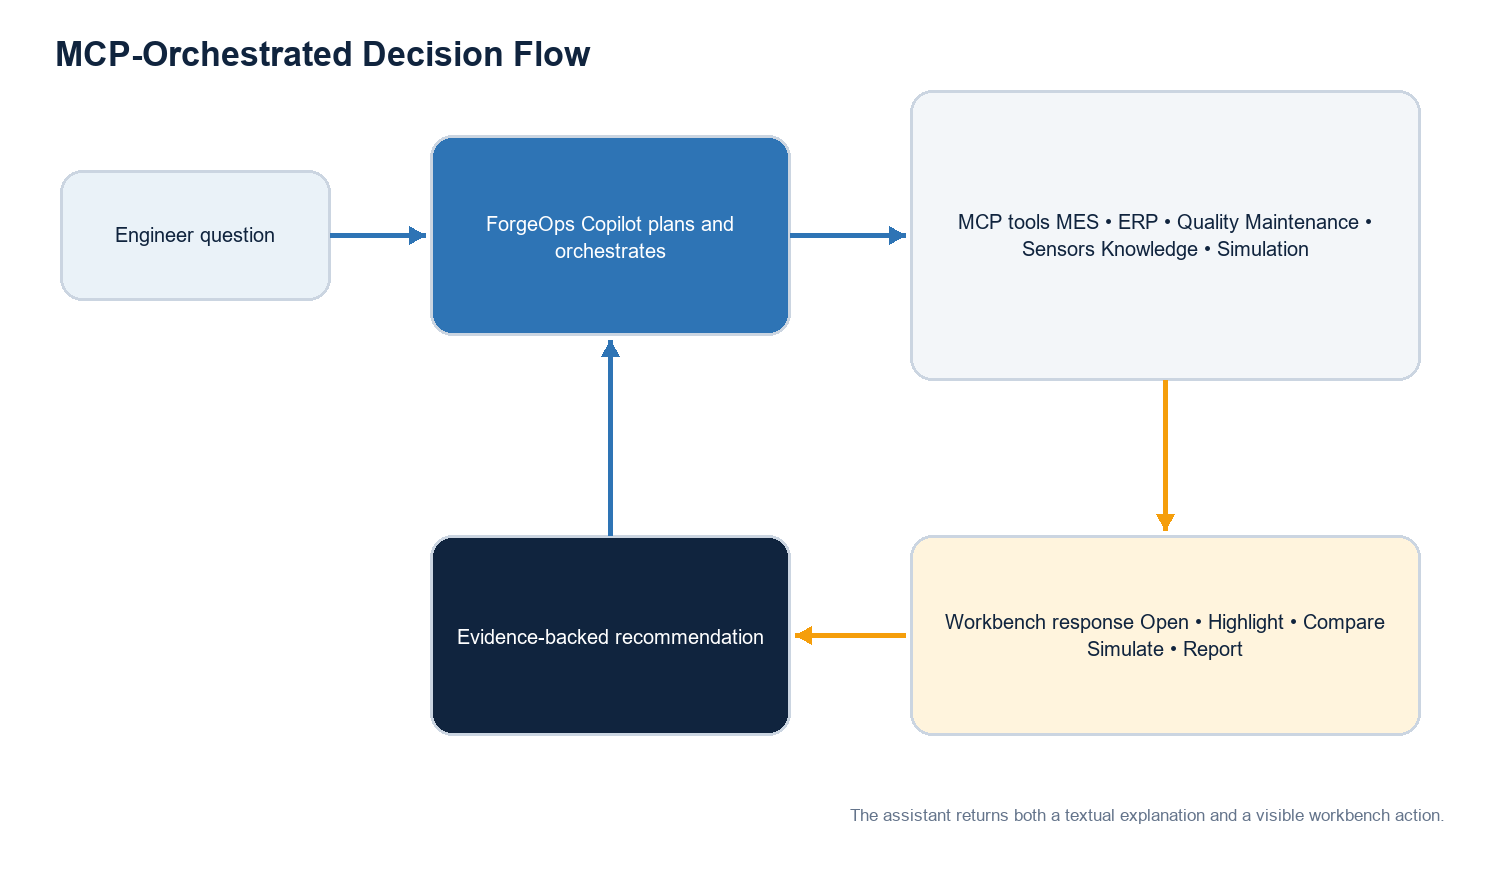 MCP-Orchestrated Decision Flow
Engineer question
ForgeOps Copilot plans and
orchestrates
MCP tools MES • ERP • Quality Maintenance •
Sensors Knowledge • Simulation
Evidence-backed recommendation
Workbench response Open • Highlight • Compare
Simulate • Report
The assistant returns both a textual explanation and a visible workbench action.